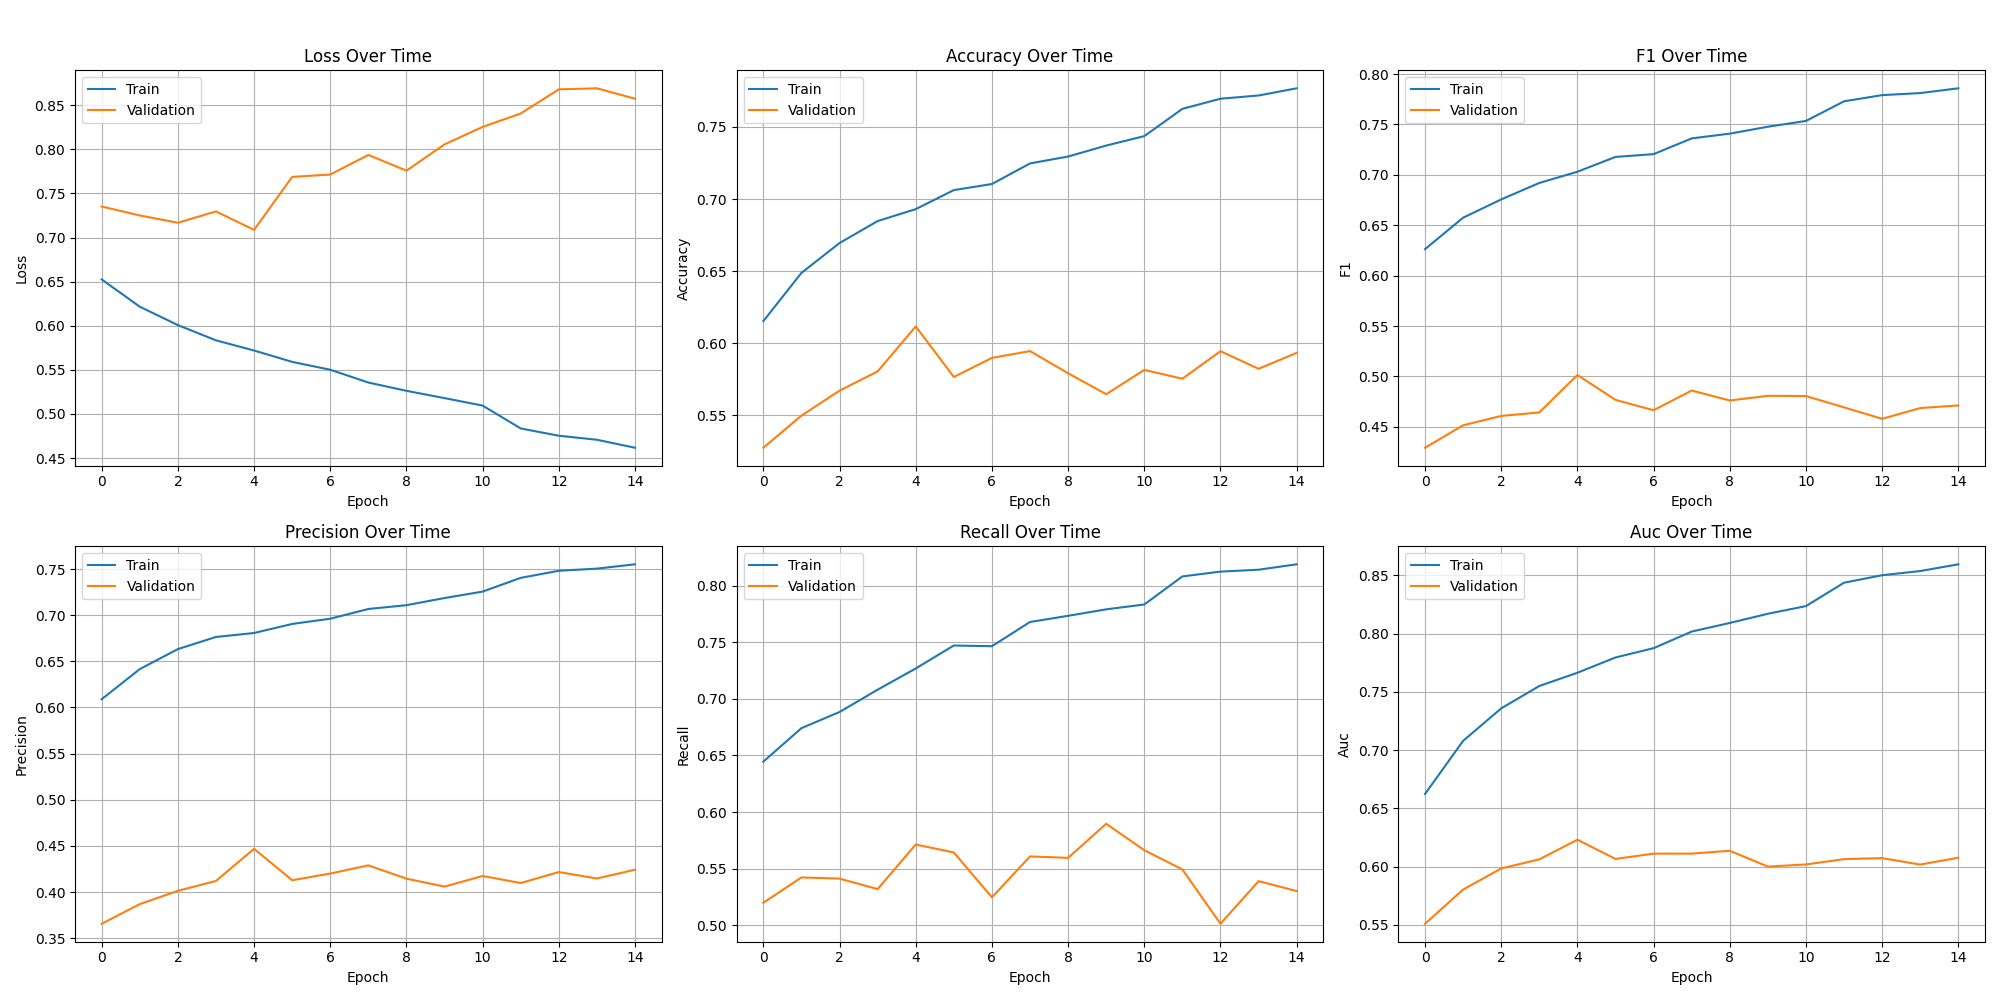 Loss Over Time
Train
Validation
0.85
0.80
0.75
0.70
0.65
0.60
0.55
0.50
0.45
Loss
0 2 4 6 8 10 12 14
Epoch
Accuracy Over Time
Train
Validation
0.75
0.70
0.65
0.60
0.55
Accuracy
0 2 4 6 8 10 12 14
Epoch
F1 Over Time
Train
Validation
0.80
0.75
0.70
0.65
0.60
0.55
0.50
0.45
F1
0 2 4 6 8 10 12 14
Epoch
Precision Over Time
Train
Validation
0.75
0.70
0.65
0.60
0.55
0.50
0.45
0.40
0.35
Precision
0 2 4 6 8 10 12 14
Epoch
Recall Over Time
Train
Validation
0.80
0.75
0.70
0.65
0.60
0.55
0.50
Recall
0 2 4 6 8 10 12 14
Epoch
Auc Over Time
Train
Validation
0.85
0.80
0.75
0.70
0.65
0.60
0.55
Auc
0 2 4 6 8 10 12 14
Epoch